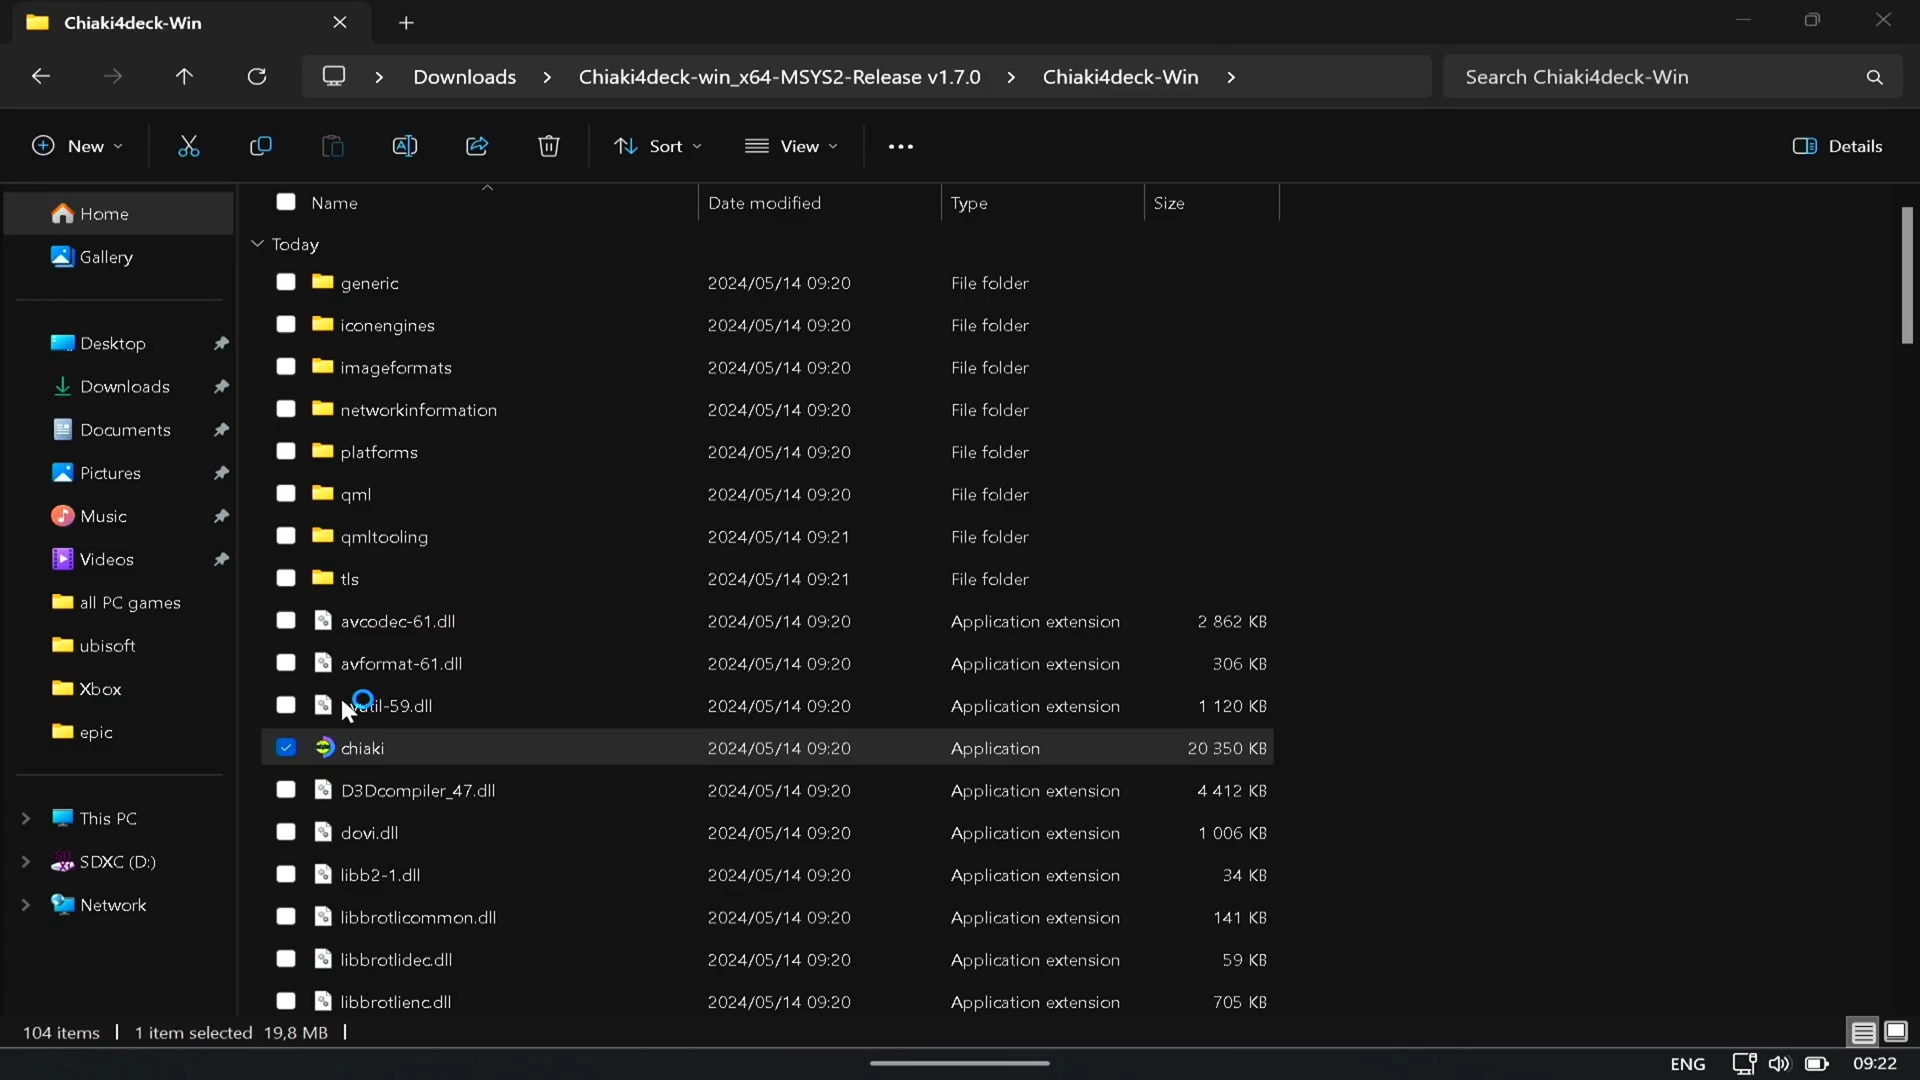 Chiaki4deck-Win
Downloads > Chiaki4deck-win_x64-MSYS2-Release v1.7.0 > Chiaki4deck-Win >
Search Chiaki4deck-Win
New
Sort
View
Details
Home
Gallery
Desktop
Downloads
Documents
Pictures
Music
Videos
all PC games
ubisoft
Xbox
epic
This PC
SDXC (D:)
Network
Name Date modified Type Size
Today
generic 2024/05/14 09:20 File folder
iconengines 2024/05/14 09:20 File folder
imageformats 2024/05/14 09:20 File folder
networkinformation 2024/05/14 09:20 File folder
platforms 2024/05/14 09:20 File folder
qml 2024/05/14 09:20 File folder
qmltooling 2024/05/14 09:21 File folder
tls 2024/05/14 09:21 File folder
avcodec-61.dll 2024/05/14 09:20 Application extension 2 862 KB
avformat-61.dll 2024/05/14 09:20 Application extension 306 KB
2024/05/14 09:20 Application extension 1 120 KB
chiaki 2024/05/14 09:20 Application 20 350 KB
D3Dcompiler_47.dll 2024/05/14 09:20 Application extension 4 412 KB
dovi.dll 2024/05/14 09:20 Application extension 1 006 KB
libb2-1.dll 2024/05/14 09:20 Application extension 34 KB
libbrotlicommon.dll 2024/05/14 09:20 Application extension 141 KB
libbrotlidec.dll 2024/05/14 09:20 Application extension 59 KB
libbrotlienc.dll 2024/05/14 09:20 Application extension 705 KB
104 items | 1 item selected 19,8 MB |
ENG 09:22